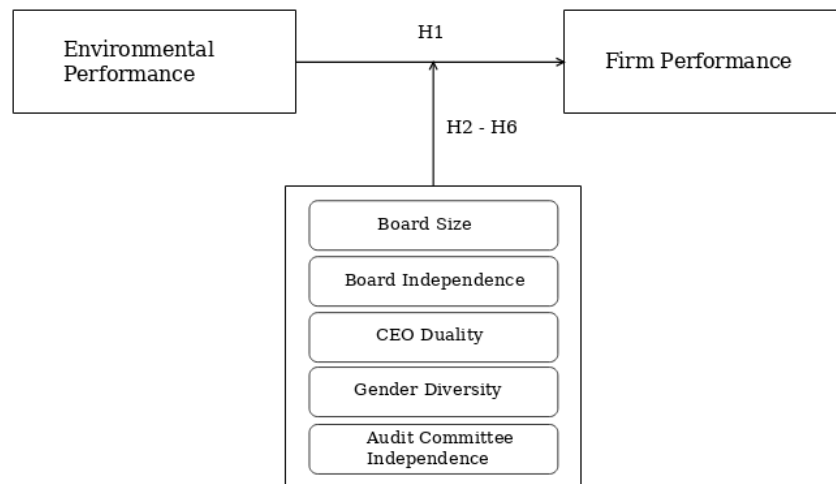 H1
Environmental
Performance
Firm Performance
H2 - H6
Board Size
Board Independence
CEO Duality
Gender Diversity
Audit Committee
Independence